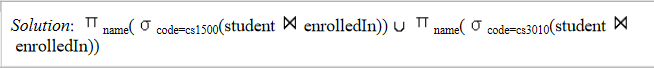 Solution: π name( σ code=cs1500(student ⋈ enrolledIn)) ∪ π name( σ code=cs3010(student ⋈
enrolledIn))